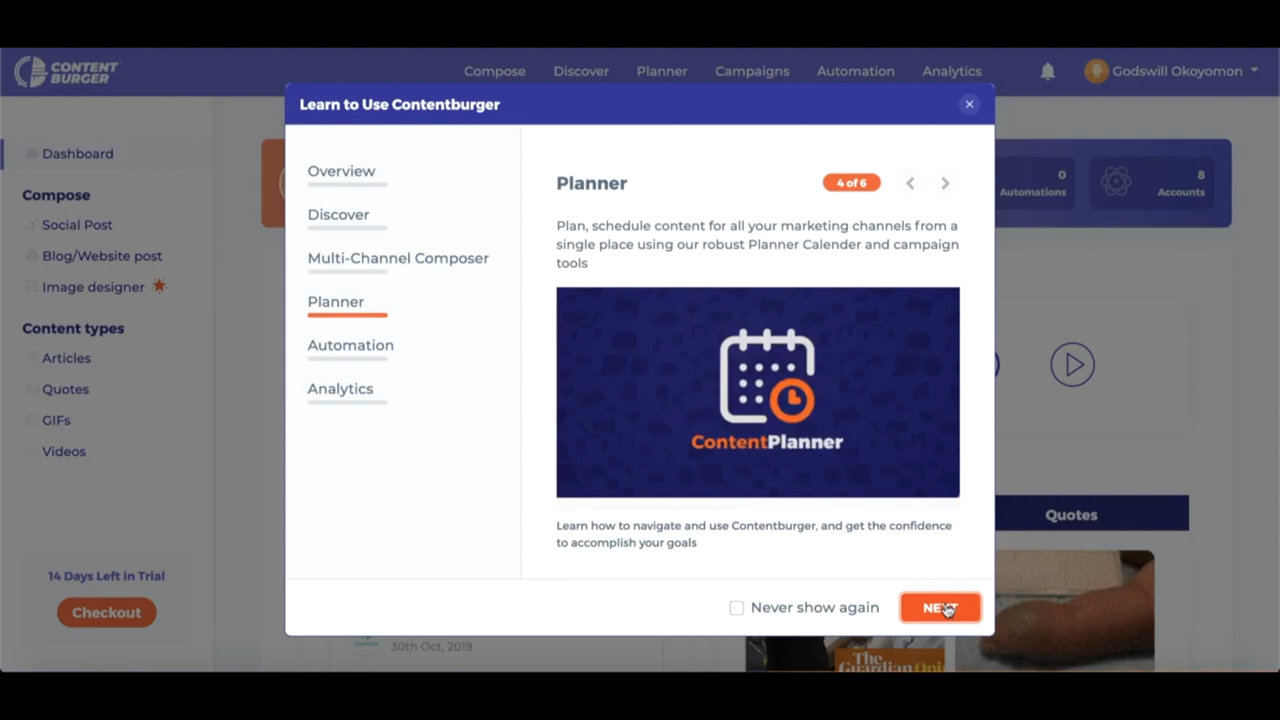 CONTENT
BURGER
Compose
Discover
Planner
Campaigns
Automation
Analytics
Godswill Okoyomon
Learn to Use Contentburger
Dashboard
Compose
Social Post
Blog/Website post
Image designer
Content types
Articles
Quotes
GIFs
Videos
14 Days Left in Trial
Checkout
Overview
Discover
Multi-Channel Composer
Planner
Automation
Analytics
Planner
4 of 6
Plan, schedule content for all your marketing channels from a
single place using our robust Planner Calender and campaign
tools
ContentPlanner
Learn how to navigate and use Contentburger, and get the confidence
to accomplish your goals
Never show again
NEXT
0
Automations
8
Accounts
Quotes
30th Oct, 2019
The
Guardian